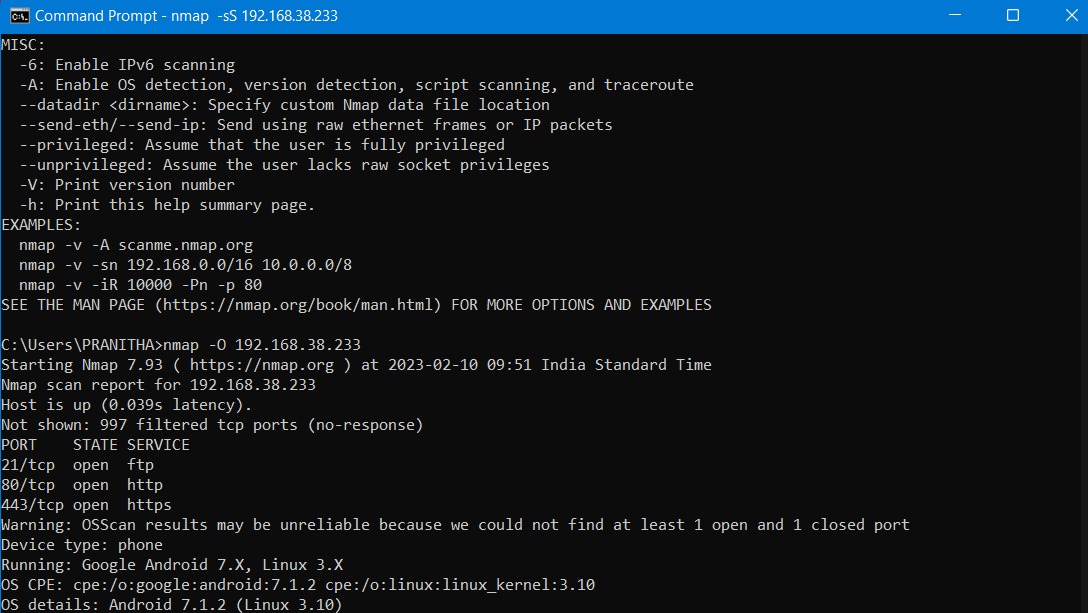 Command Prompt - nmap  -sS 192.168.38.233
MISC:
  -6: Enable IPv6 scanning
  -A: Enable OS detection, version detection, script scanning, and traceroute
  --datadir <dirname>: Specify custom Nmap data file location
  --send-eth/--send-ip: Send using raw ethernet frames or IP packets
  --privileged: Assume that the user is fully privileged
  --unprivileged: Assume the user lacks raw socket privileges
  -V: Print version number
  -h: Print this help summary page.
EXAMPLES:
  nmap -v -A scanme.nmap.org
  nmap -v -sn 192.168.0.0/16 10.0.0.0/8
  nmap -v -iR 10000 -Pn -p 80
SEE THE MAN PAGE (https://nmap.org/book/man.html) FOR MORE OPTIONS AND EXAMPLES
C:\Users\PRANITHA>nmap -O 192.168.38.233
Starting Nmap 7.93 ( https://nmap.org ) at 2023-02-10 09:51 India Standard Time
Nmap scan report for 192.168.38.233
Host is up (0.039s latency).
Not shown: 997 filtered tcp ports (no-response)
PORT    STATE SERVICE
21/tcp  open  ftp
80/tcp  open  http
443/tcp open  https
Warning: OSScan results may be unreliable because we could not find at least 1 open and 1 closed port
Device type: phone
Running: Google Android 7.X, Linux 3.X
OS CPE: cpe:/o:google:android:7.1.2 cpe:/o:linux:linux_kernel:3.10
OS details: Android 7.1.2 (Linux 3.10)